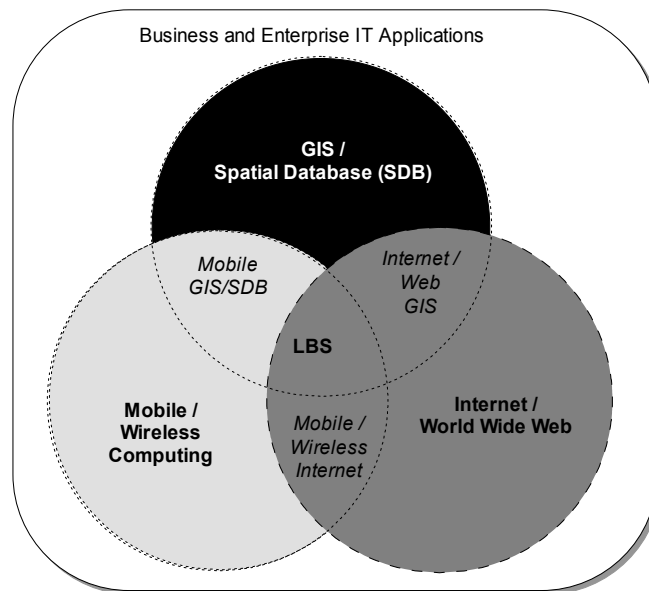 Business and Enterprise IT Applications
GIS /
Spatial Database (SDB)
Mobile
GIS/SDB
Internet /
Web
GIS
LBS
Mobile /
Wireless
Computing
Mobile /
Wireless
Internet
Internet /
World Wide Web